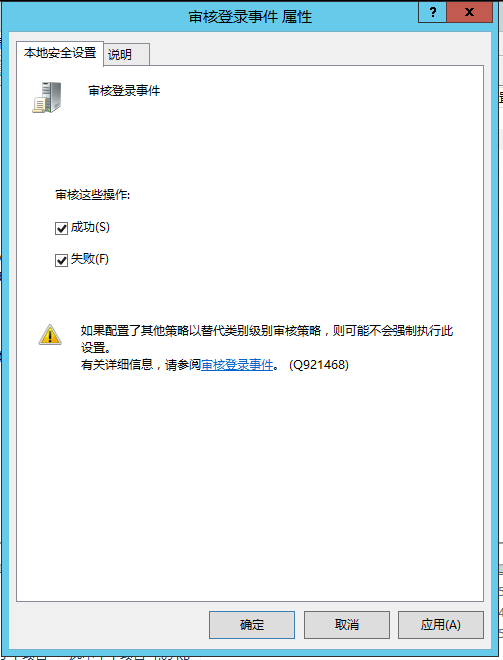 审核登录事件 属性
? x
本地安全设置 说明
审核登录事件
审核这些操作:
成功(S)
失败(F)
如果配置了其他策略以替代类别级别审核策略，则可能不会强制执行此
设置。
有关详细信息，请参阅审核登录事件。 (Q921468)
确定 取消 应用(A)